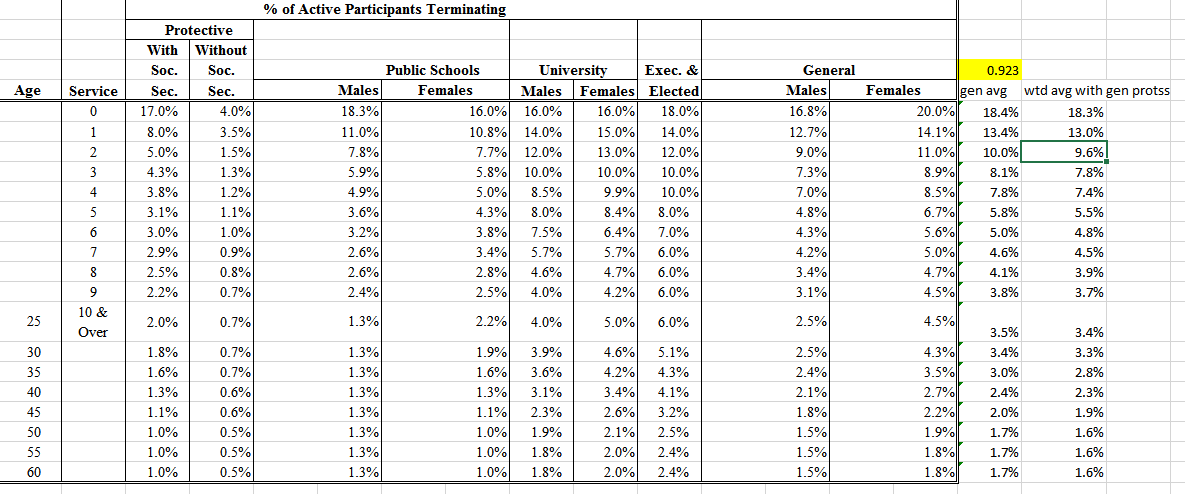 % of Active Participants Terminating
Protective
With Without
Soc. Soc. Public Schools University Exec. & General 0.923
Age Service Sec. Sec. Males Females Males Females Elected Males Females gen avg wtd avg with gen protss
0 17.0% 4.0% 18.3% 16.0% 16.0% 16.0% 18.0% 16.8% 20.0% 18.4% 18.3%
1 8.0% 3.5% 11.0% 10.8% 14.0% 15.0% 14.0% 12.7% 14.1% 13.4% 13.0%
2 5.0% 1.5% 7.8% 7.7% 12.0% 13.0% 12.0% 9.0% 11.0% 10.0% 9.6%
3 4.3% 1.3% 5.9% 5.8% 10.0% 10.0% 10.0% 7.3% 8.9% 8.1% 7.8%
4 3.8% 1.2% 4.9% 5.0% 8.5% 9.9% 10.0% 7.0% 8.5% 7.8% 7.4%
5 3.1% 1.1% 3.6% 4.3% 8.0% 8.4% 8.0% 4.8% 6.7% 5.8% 5.5%
6 3.0% 1.0% 3.2% 3.8% 7.5% 6.4% 7.0% 4.3% 5.6% 5.0% 4.8%
7 2.9% 0.9% 2.6% 3.4% 5.7% 5.7% 6.0% 4.2% 5.0% 4.6% 4.5%
8 2.5% 0.8% 2.6% 2.8% 4.6% 4.7% 6.0% 3.4% 4.7% 4.1% 3.9%
9 2.2% 0.7% 2.4% 2.5% 4.0% 4.2% 6.0% 3.1% 4.5% 3.8% 3.7%
10 &
25 Over 2.0% 0.7% 1.3% 2.2% 4.0% 5.0% 6.0% 2.5% 4.5% 3.5% 3.4%
30 1.8% 0.7% 1.3% 1.9% 3.9% 4.6% 5.1% 2.5% 4.3% 3.4% 3.3%
35 1.6% 0.7% 1.3% 1.6% 3.6% 4.2% 4.3% 2.4% 3.5% 3.0% 2.8%
40 1.3% 0.6% 1.3% 1.3% 3.1% 3.4% 4.1% 2.1% 2.7% 2.4% 2.3%
45 1.1% 0.6% 1.3% 1.1% 2.3% 2.6% 3.2% 1.8% 2.2% 2.0% 1.9%
50 1.0% 0.5% 1.3% 1.0% 1.9% 2.1% 2.5% 1.5% 1.9% 1.7% 1.6%
55 1.0% 0.5% 1.3% 1.0% 1.8% 2.0% 2.4% 1.5% 1.8% 1.7% 1.6%
60 1.0% 0.5% 1.3% 1.0% 1.8% 2.0% 2.4% 1.5% 1.8% 1.7% 1.6%